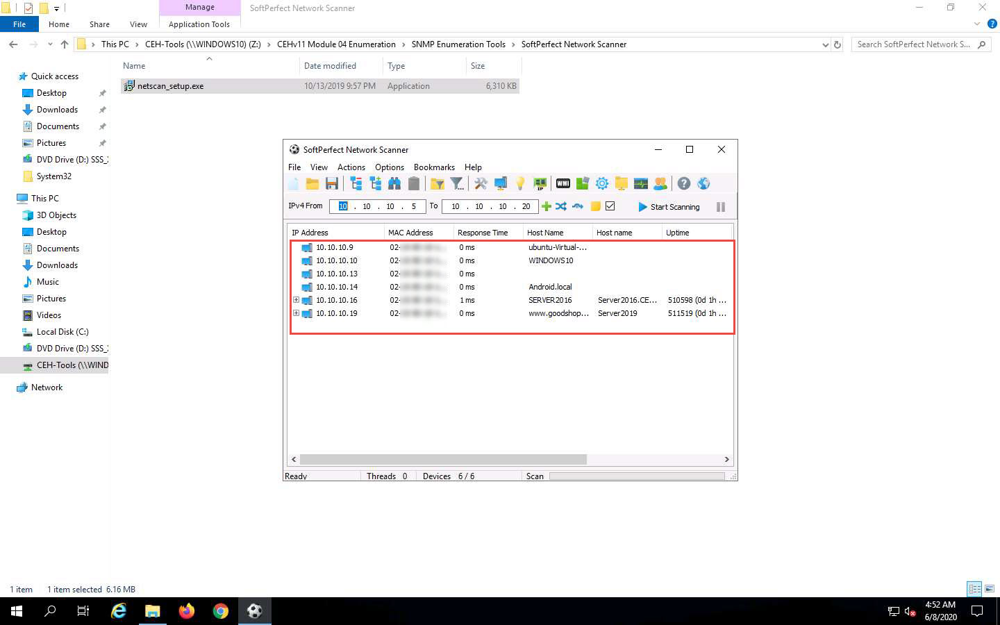 Manage
SoftPerfect Network Scanner
File
Home
Share
View
Application Tools
This PC
CEH-Tools (\\WINDOWS10) (Z:)
CEHv11 Module 04 Enumeration
SNMP Enumeration Tools
SoftPerfect Network Scanner
Search SoftPerfect Network S...
Name
Date modified
Type
Size
netscan_setup.exe
10/13/2019 9:57 PM
Application
6,310 KB
Quick access
Desktop
Downloads
Documents
Pictures
DVD Drive (D:) SSS_
System32
This PC
3D Objects
Desktop
Documents
Downloads
Music
Pictures
Videos
Local Disk (C:)
DVD Drive (D:) SSS_
CEH-Tools (\\WIND
Network
SoftPerfect Network Scanner
File View Actions Options Bookmarks Help
IP
WMI
IPv4 From 10 . 10 . 10 . 5 To 10 . 10 . 10 . 20 Start Scanning
IP Address MAC Address Response Time Host Name Host name Uptime
10.10.10.9 02- 0 ms ubuntu-Virtual-...
10.10.10.10 02- 0 ms WINDOWS10
10.10.10.13 02- 0 ms
10.10.10.14 02- 0 ms Android.local
10.10.10.16 02- 1 ms SERVER2016 Server2016.CE... 510598 (0d 1h ...
10.10.10.19 02- 0 ms www.goodshop... Server2019 511519 (0d 1h ...
Ready Threads 0 Devices 6 / 6 Scan
1 item 1 item selected 6.16 MB
4:52 AM
6/8/2020